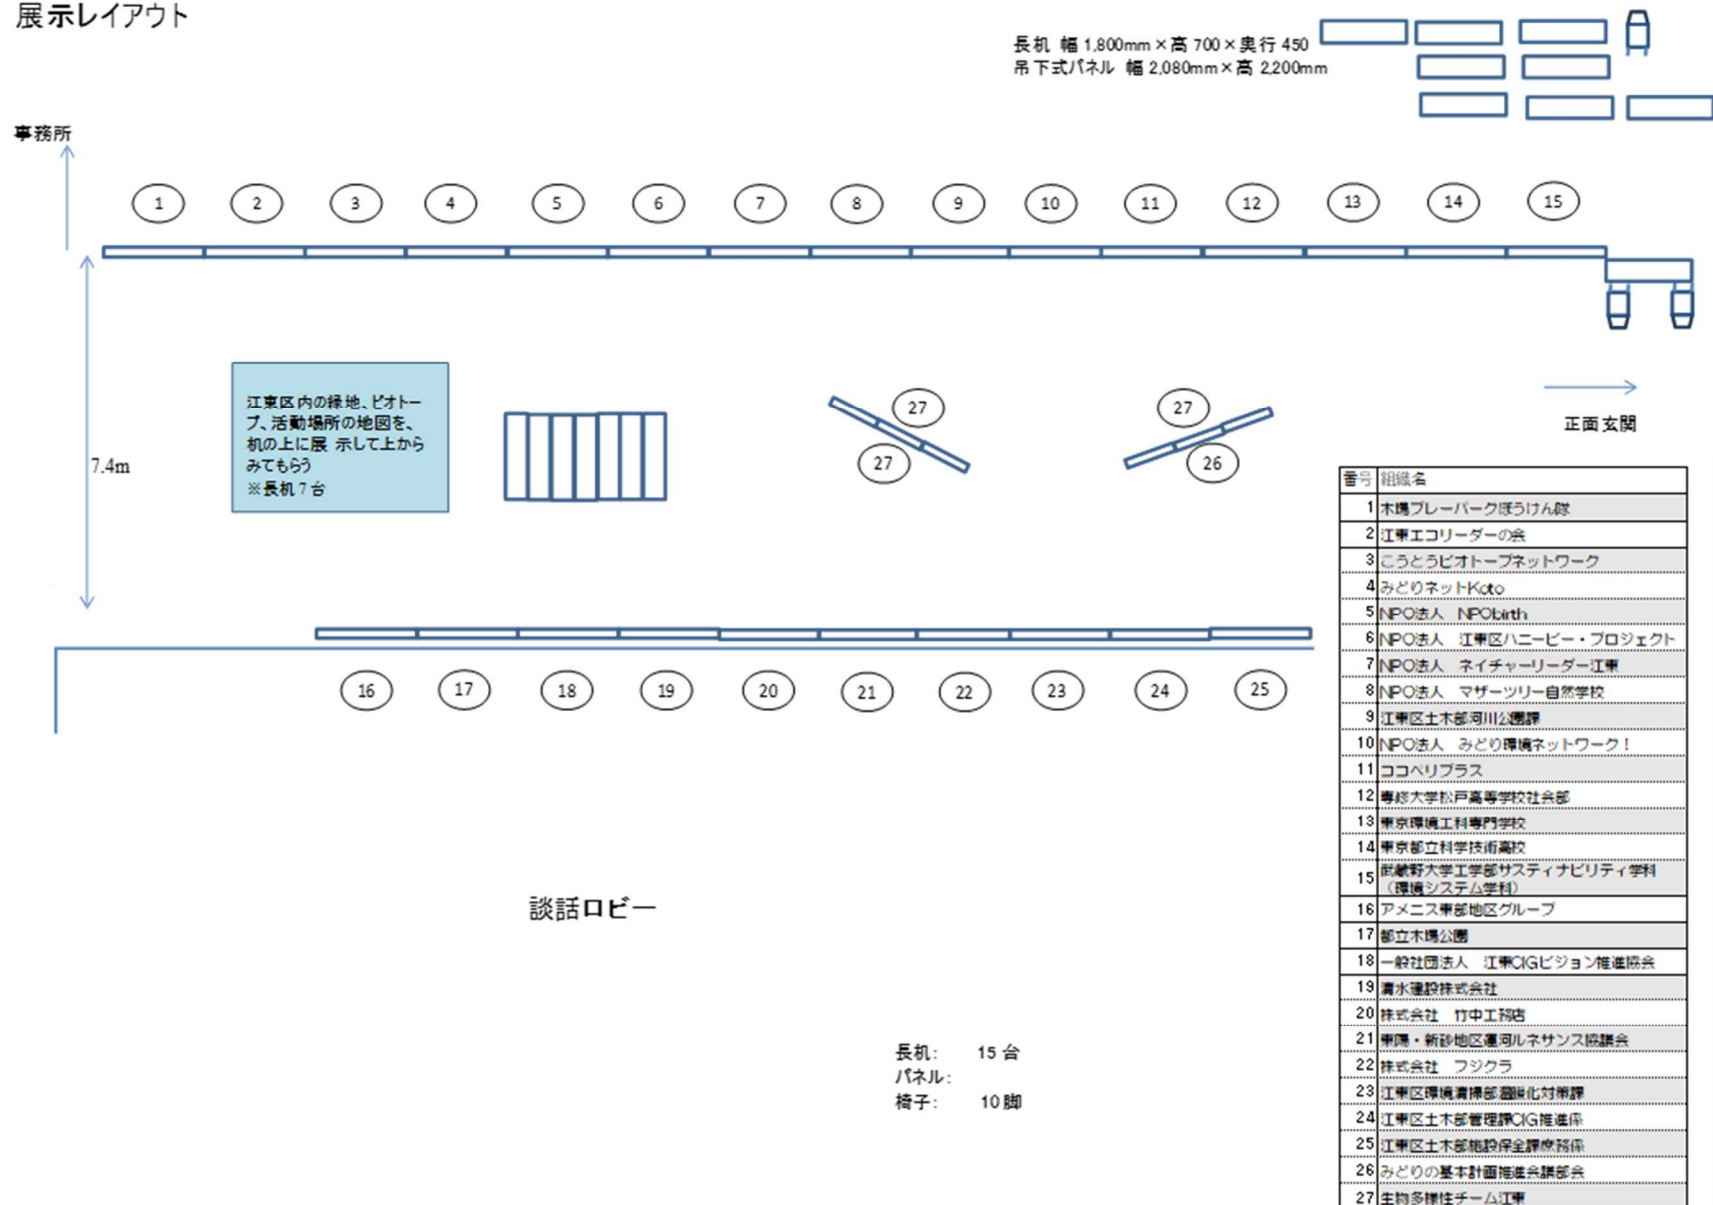 展示レイアウト
長机 幅 1,800mm×高 700×奥行 450
吊下式パネル 幅 2,080mm×高 2,200mm
事務所
1 2 3 4 5 6 7 8 9 10 11 12 13 14 15
江東区内の緑地、ビオトー
プ、活動場所の地図を、
机の上に展 示して上から
みてもらう
※長机7台
7.4m
27
27
27
26
正面玄関
16 17 18 19 20 21 22 23 24 25
談話ロビー
長机: 15 台
パネル:
椅子: 10 脚
番号 組織名
1 木場プレーパークぼうけん隊
2 江東エコリーダーの会
3 こうとうビオトープネットワーク
4 みどりネットKoto
5 NPO法人 NPObirth
6 NPO法人 江東区ハニービー・プロジェクト
7 NPO法人 ネイチャーリーダー江東
8 NPO法人 マザーツリー自然学校
9 江東区土木部河川公園課
10 NPO法人 みどり環境ネットワーク!
11 ココペリプラス
12 専修大学松戸高等学校社会部
13 東京環境工科専門学校
14 東京都立科学技術高校
15 武蔵野大学工学部サスティナビリティ学科
（環境システム学科）
16 アメニス東部地区グループ
17 都立木場公園
18 一般社団法人 江東CIGビジョン推進協会
19 清水建設株式会社
20 株式会社 竹中工務店
21 東陽・新砂地区運河ルネサンス協議会
22 株式会社 フジクラ
23 江東区環境清掃部温暖化対策課
24 江東区土木部管理課CIG推進係
25 江東区土木部施設保全課庶務係
26 みどりの基本計画推進会議部会
27 生物多様性チーム江東